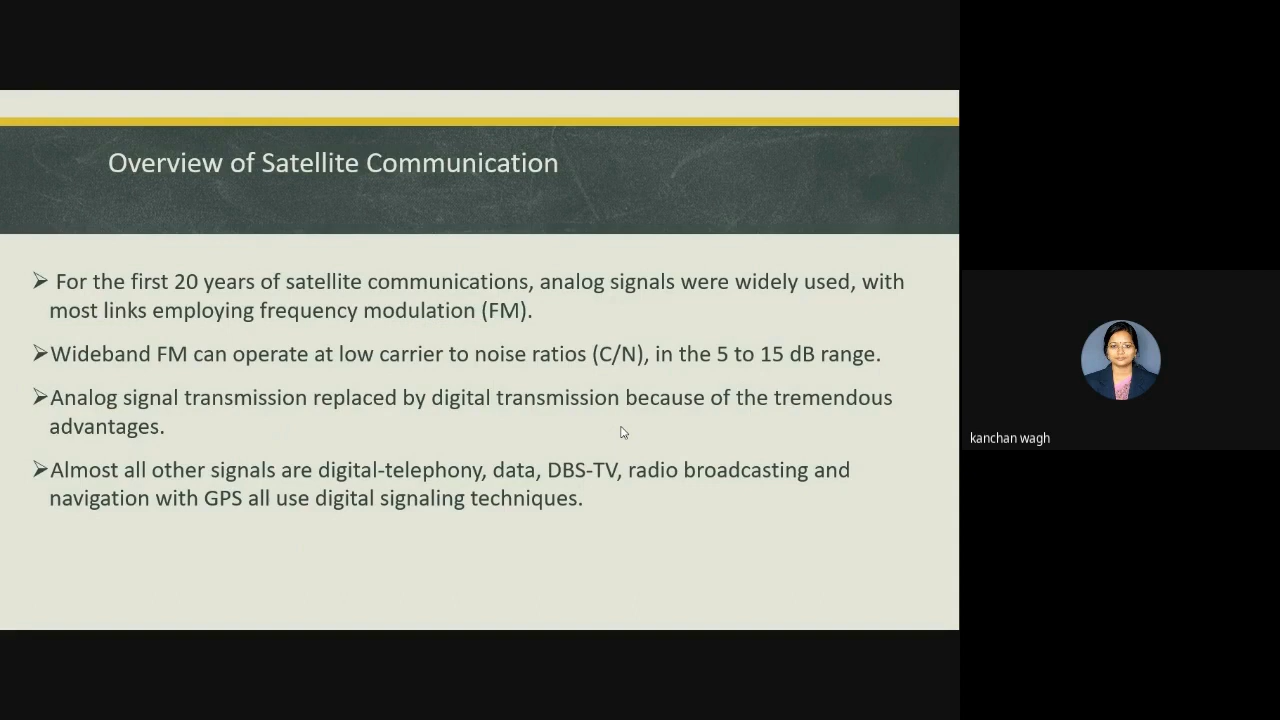 Overview of Satellite Communication
➢ For the first 20 years of satellite communications, analog signals were widely used, with
most links employing frequency modulation (FM).
➢Wideband FM can operate at low carrier to noise ratios (C/N), in the 5 to 15 dB range.
➢Analog signal transmission replaced by digital transmission because of the tremendous
advantages.
➢Almost all other signals are digital-telephony, data, DBS-TV, radio broadcasting and
navigation with GPS all use digital signaling techniques.
kanchan wagh